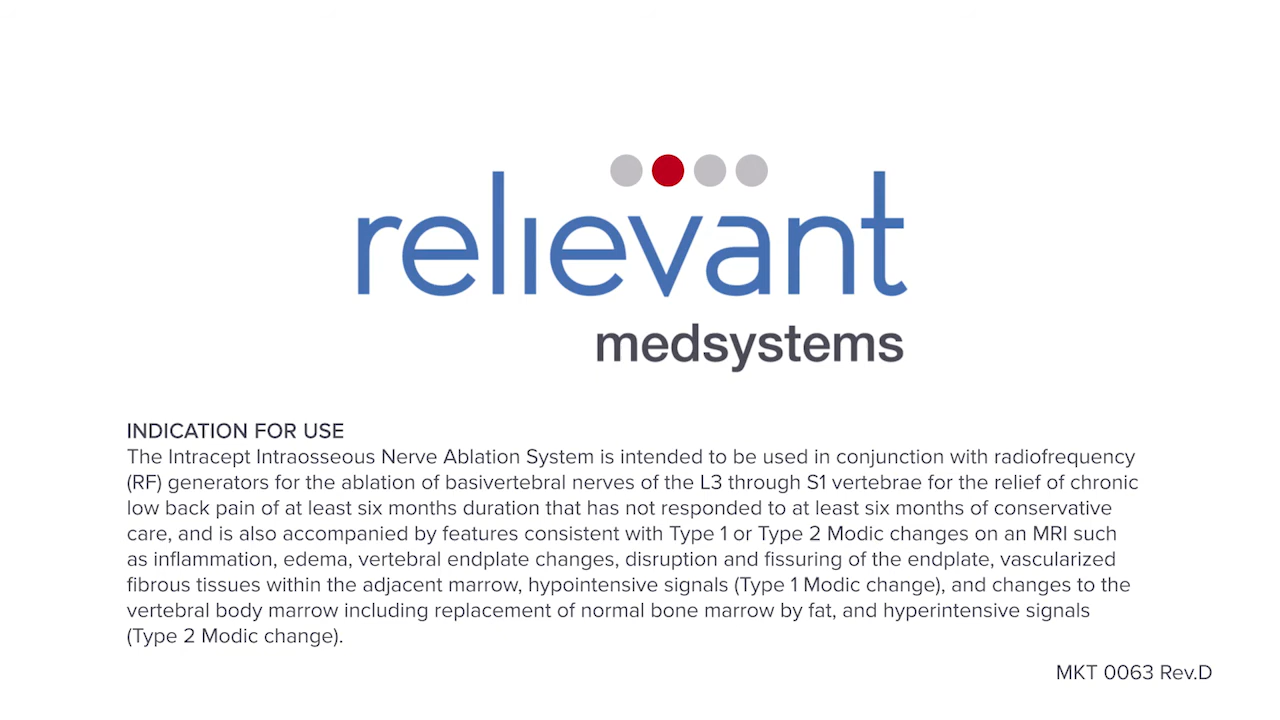 relievant
medsystems
INDICATION FOR USE
The Intracept Intraosseous Nerve Ablation System is intended to be used in conjunction with radiofrequency
(RF) generators for the ablation of basivertebral nerves of the L3 through S1 vertebrae for the relief of chronic
low back pain of at least six months duration that has not responded to at least six months of conservative
care, and is also accompanied by features consistent with Type 1 or Type 2 Modic changes on an MRI such
as inflammation, edema, vertebral endplate changes, disruption and fissuring of the endplate, vascularized
fibrous tissues within the adjacent marrow, hypointensive signals (Type 1 Modic change), and changes to the
vertebral body marrow including replacement of normal bone marrow by fat, and hyperintensive signals
(Type 2 Modic change).
MKT 0063 Rev.D